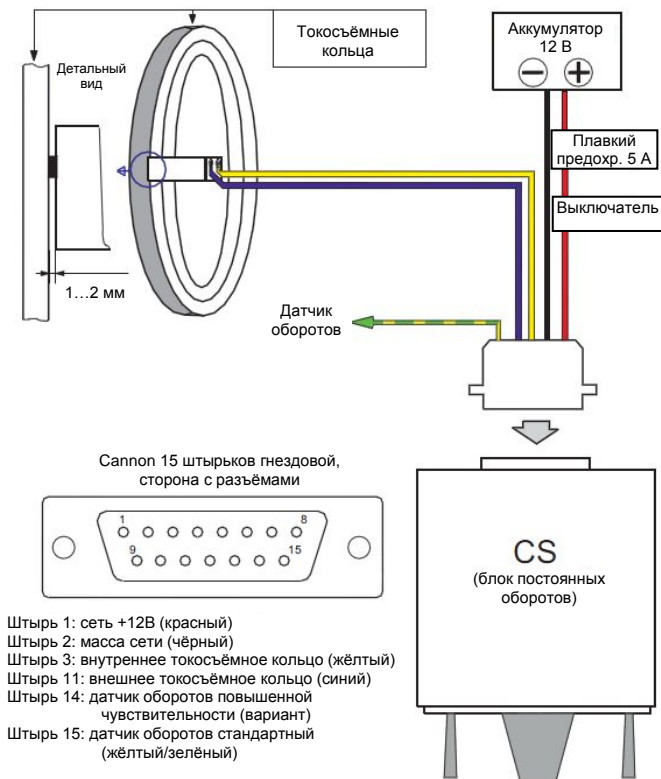 Токосъёмные
кольца
Аккумулятор
12 В
Детальный
вид
Плавкий
предохр. 5 А
Выключатель
1…2 мм
Датчик
оборотов
Cannon 15 штырьков гнездовой,
сторона с разъёмами
1
8
9
15
CS
(блок постоянных
оборотов)
Штырь 1: сеть +12В (красный)
Штырь 2: масса сети (чёрный)
Штырь 3: внутреннее токосъёмное кольцо (жёлтый)
Штырь 11: внешнее токосъёмное кольцо (синий)
Штырь 14: датчик оборотов повышенной
чувствительности (вариант)
Штырь 15: датчик оборотов стандартный
(жёлтый/зелёный)